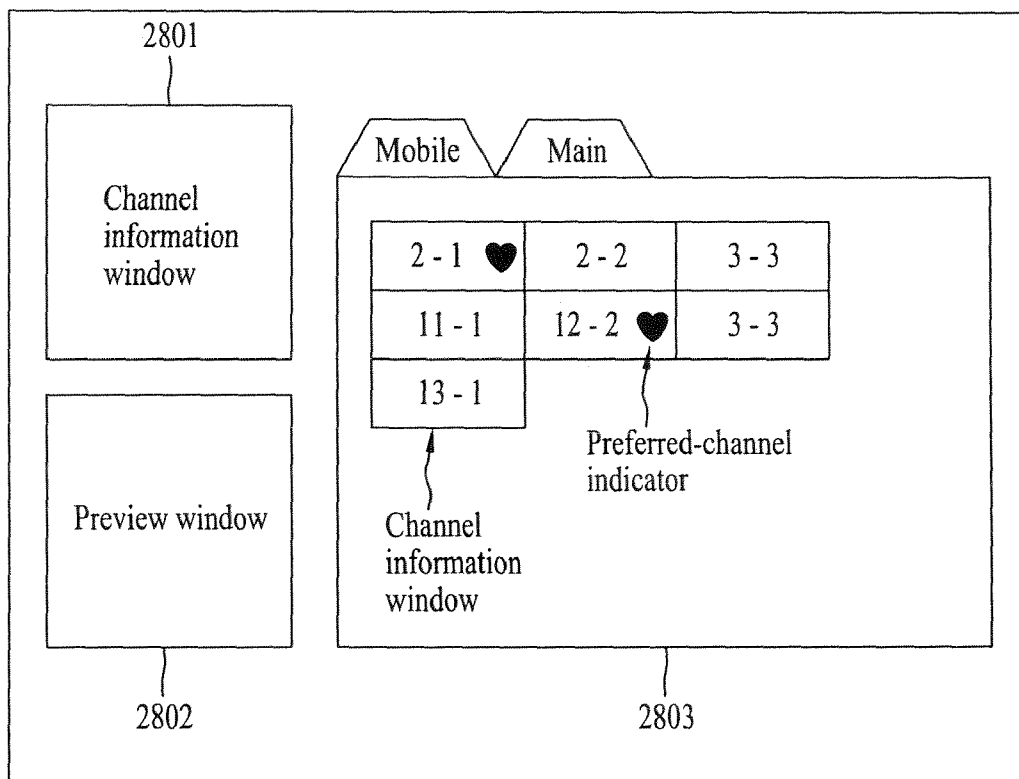 2801
Channel
information
window
Preview window
2802
Mobile
Main
2 - 1
2 - 2
3 - 3
11 - 1
12 - 2
3 - 3
13 - 1
Preferred-channel
indicator
Channel
information
window
2803